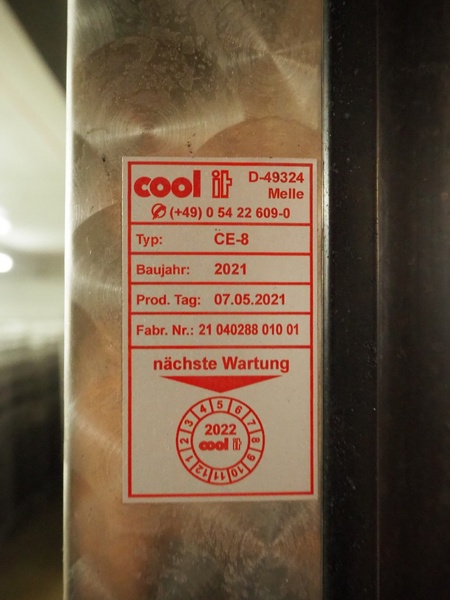 cool it D-49324
Melle
(+49) 0 54 22 609-0
Typ: CE-8
Baujahr: 2021
Prod. Tag: 07.05.2021
Fabr. Nr.: 21 040288 010 01
nächste Wartung
1 2 3 4 5 6 7 8 9 10 11 12
2022
cool it